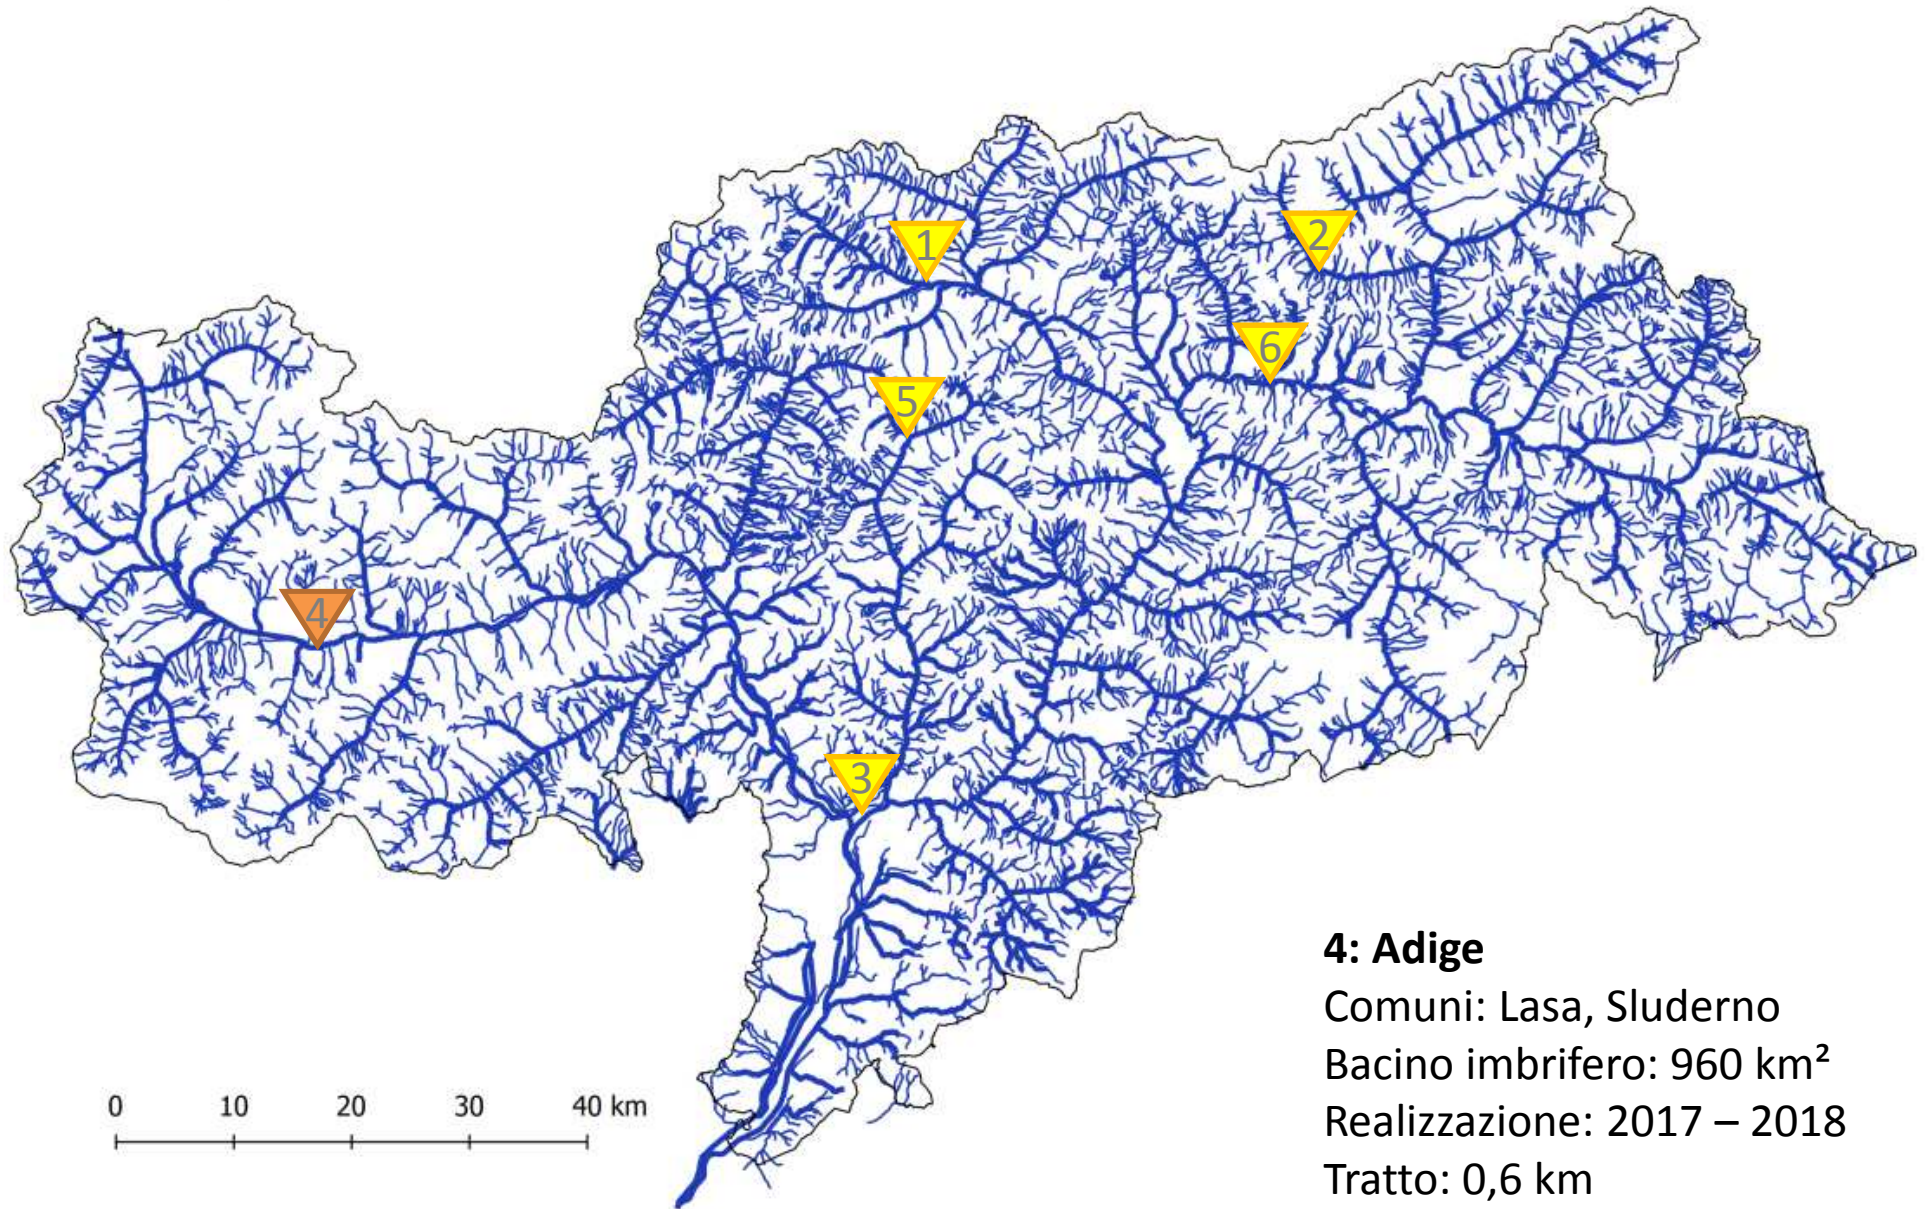 1
2
6
5
4
3
0 10 20 30 40 km
4: Adige
Comuni: Lasa, Sluderno
Bacino imbrifero: 960 km²
Realizzazione: 2017 – 2018
Tratto: 0,6 km